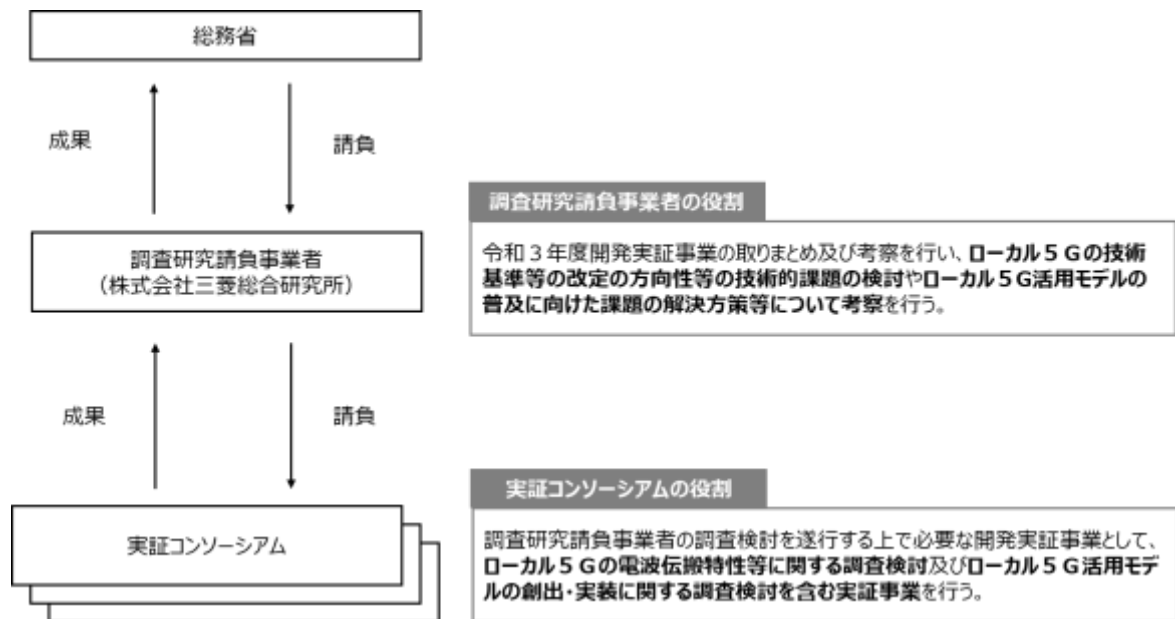 総務省
成果
請負
調査研究請負事業者
（株式会社三菱総合研究所）
調査研究請負事業者の役割
令和３年度開発実証事業の取りまとめ及び考察を行い、ローカル５Ｇの技術
基準等の改定の方向性等の技術的課題の検討やローカル５Ｇ活用モデルの
普及に向けた課題の解決方策等について考察を行う。
成果
請負
実証コンソーシアム
実証コンソーシアムの役割
調査研究請負事業者の調査検討を遂行する上で必要な開発実証事業として、
ローカル５Ｇの電波伝搬特性等に関する調査検討及びローカル５Ｇ活用モデ
ルの創出・実装に関する調査検討を含む実証事業を行う。